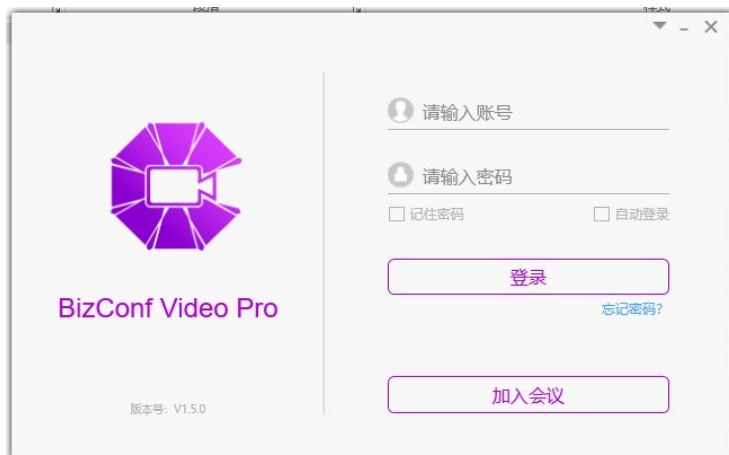 请输入账号
请输入密码
记住密码 自动登录
登录
忘记密码?
BizConf Video Pro
加入会议
版本号: V1.5.0